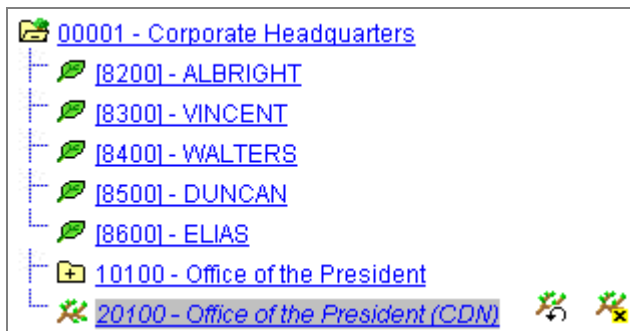 00001 - Corporate Headquarters
[8200] - ALBRIGHT
[8300] - VINCENT
[8400] - WALTERS
[8500] - DUNCAN
[8600] - ELIAS
10100 - Office of the President
20100 - Office of the President (CDN)